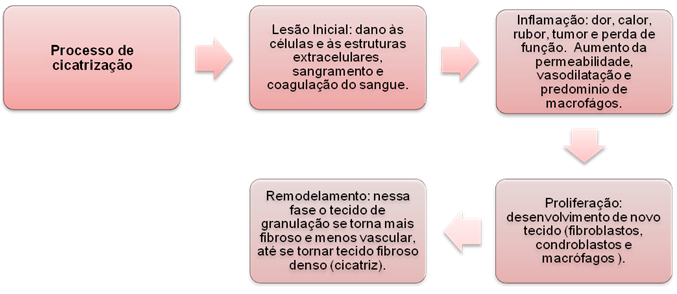 Processo de
cicatrização
Lesão Inicial: dano às
células e às estruturas
extracelulares,
sangramento e
coagulação do sangue.
Inflamação: dor, calor,
rubor, tumor e perda de
função.  Aumento da
permeabilidade,
vasodilatação e
predominio de
macrofágos.
Proliferação:
desenvolvimento de novo
tecido (fibroblastos,
condroblastos e
macrófagos ).
Remodelamento: nessa
fase o tecido de
granulação se torna mais
fibroso e menos vascular,
até se tornar tecido fibroso
denso (cicatriz).